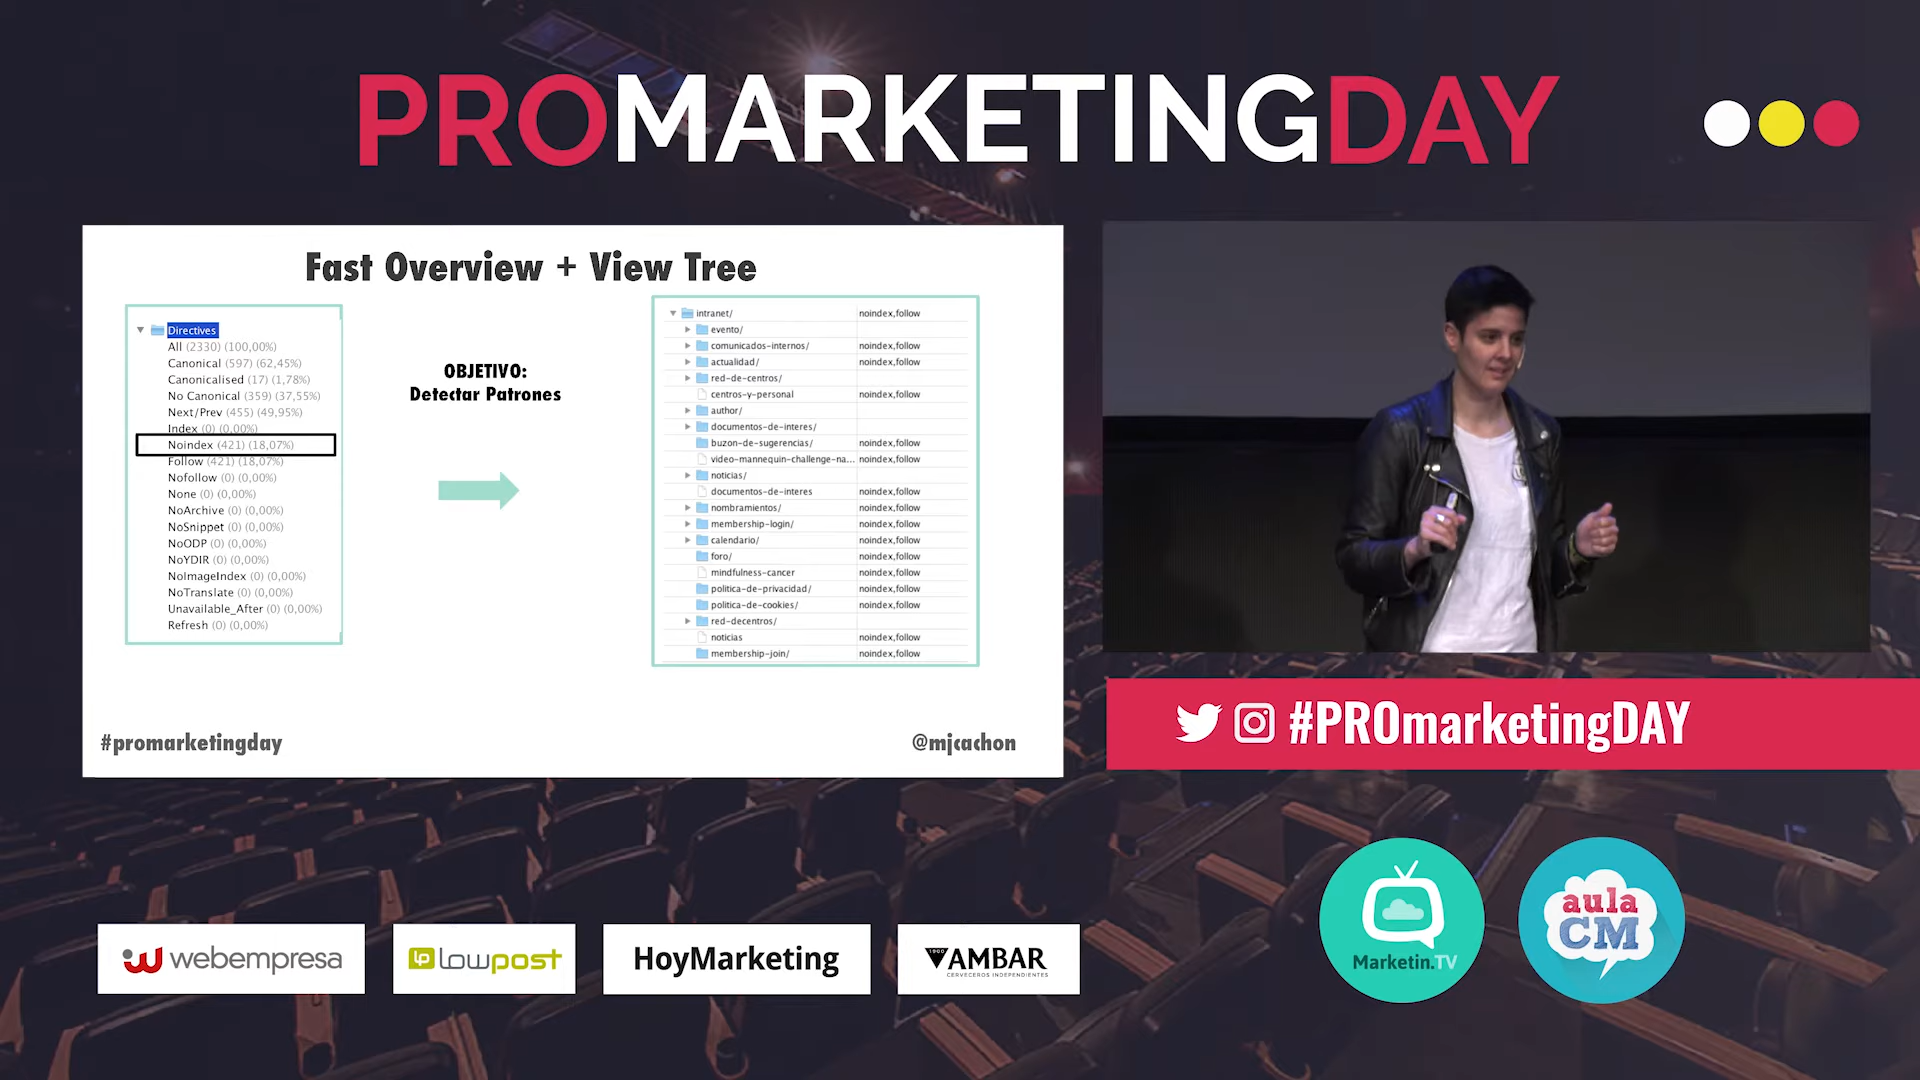 PROMARKETINGDAY
Fast Overview + View Tree
Directives
All (2330) (100,00%)
Canonical (597) (62,45%)
Canonicalised (17) (1,78%)
No Canonical (359) (37,55%)
Next/Prev (455) (49,95%)
Index (0) (0,00%)
Noindex (421) (18,07%)
Follow (421) (18,07%)
Nofollow (0) (0,00%)
None (0) (0,00%)
NoArchive (0) (0,00%)
NoSnippet (0) (0,00%)
NoODP (0) (0,00%)
NoYDIR (0) (0,00%)
NoImageIndex (0) (0,00%)
NoTranslate (0) (0,00%)
Unavailable_After (0) (0,00%)
Refresh (0) (0,00%)
OBJETIVO:
Detectar Patrones
intranet/ noindex,follow
evento/
comunicados-internos/ noindex,follow
actualidad/ noindex,follow
red-de-centros/
centros-y-personal noindex,follow
author/
documentos-de-interes/
buzon-de-sugerencias/ noindex,follow
video-mannequin-challenge-na... noindex,follow
noticias/
documentos-de-interes noindex,follow
nombramientos/ noindex,follow
membership-login/ noindex,follow
calendario/ noindex,follow
foro/ noindex,follow
mindfulness-cancer noindex,follow
politica-de-privacidad/ noindex,follow
politica-de-cookies/ noindex,follow
red-decentros/
noticias noindex,follow
membership-join/ noindex,follow
#promarketingday
@mjcachon
#PROmarketingDAY
webempresa
lp lowpost
HoyMarketing
1900 AMBAR
CERVECEROS INDEPENDIENTES
Marketin.TV
aula
CM